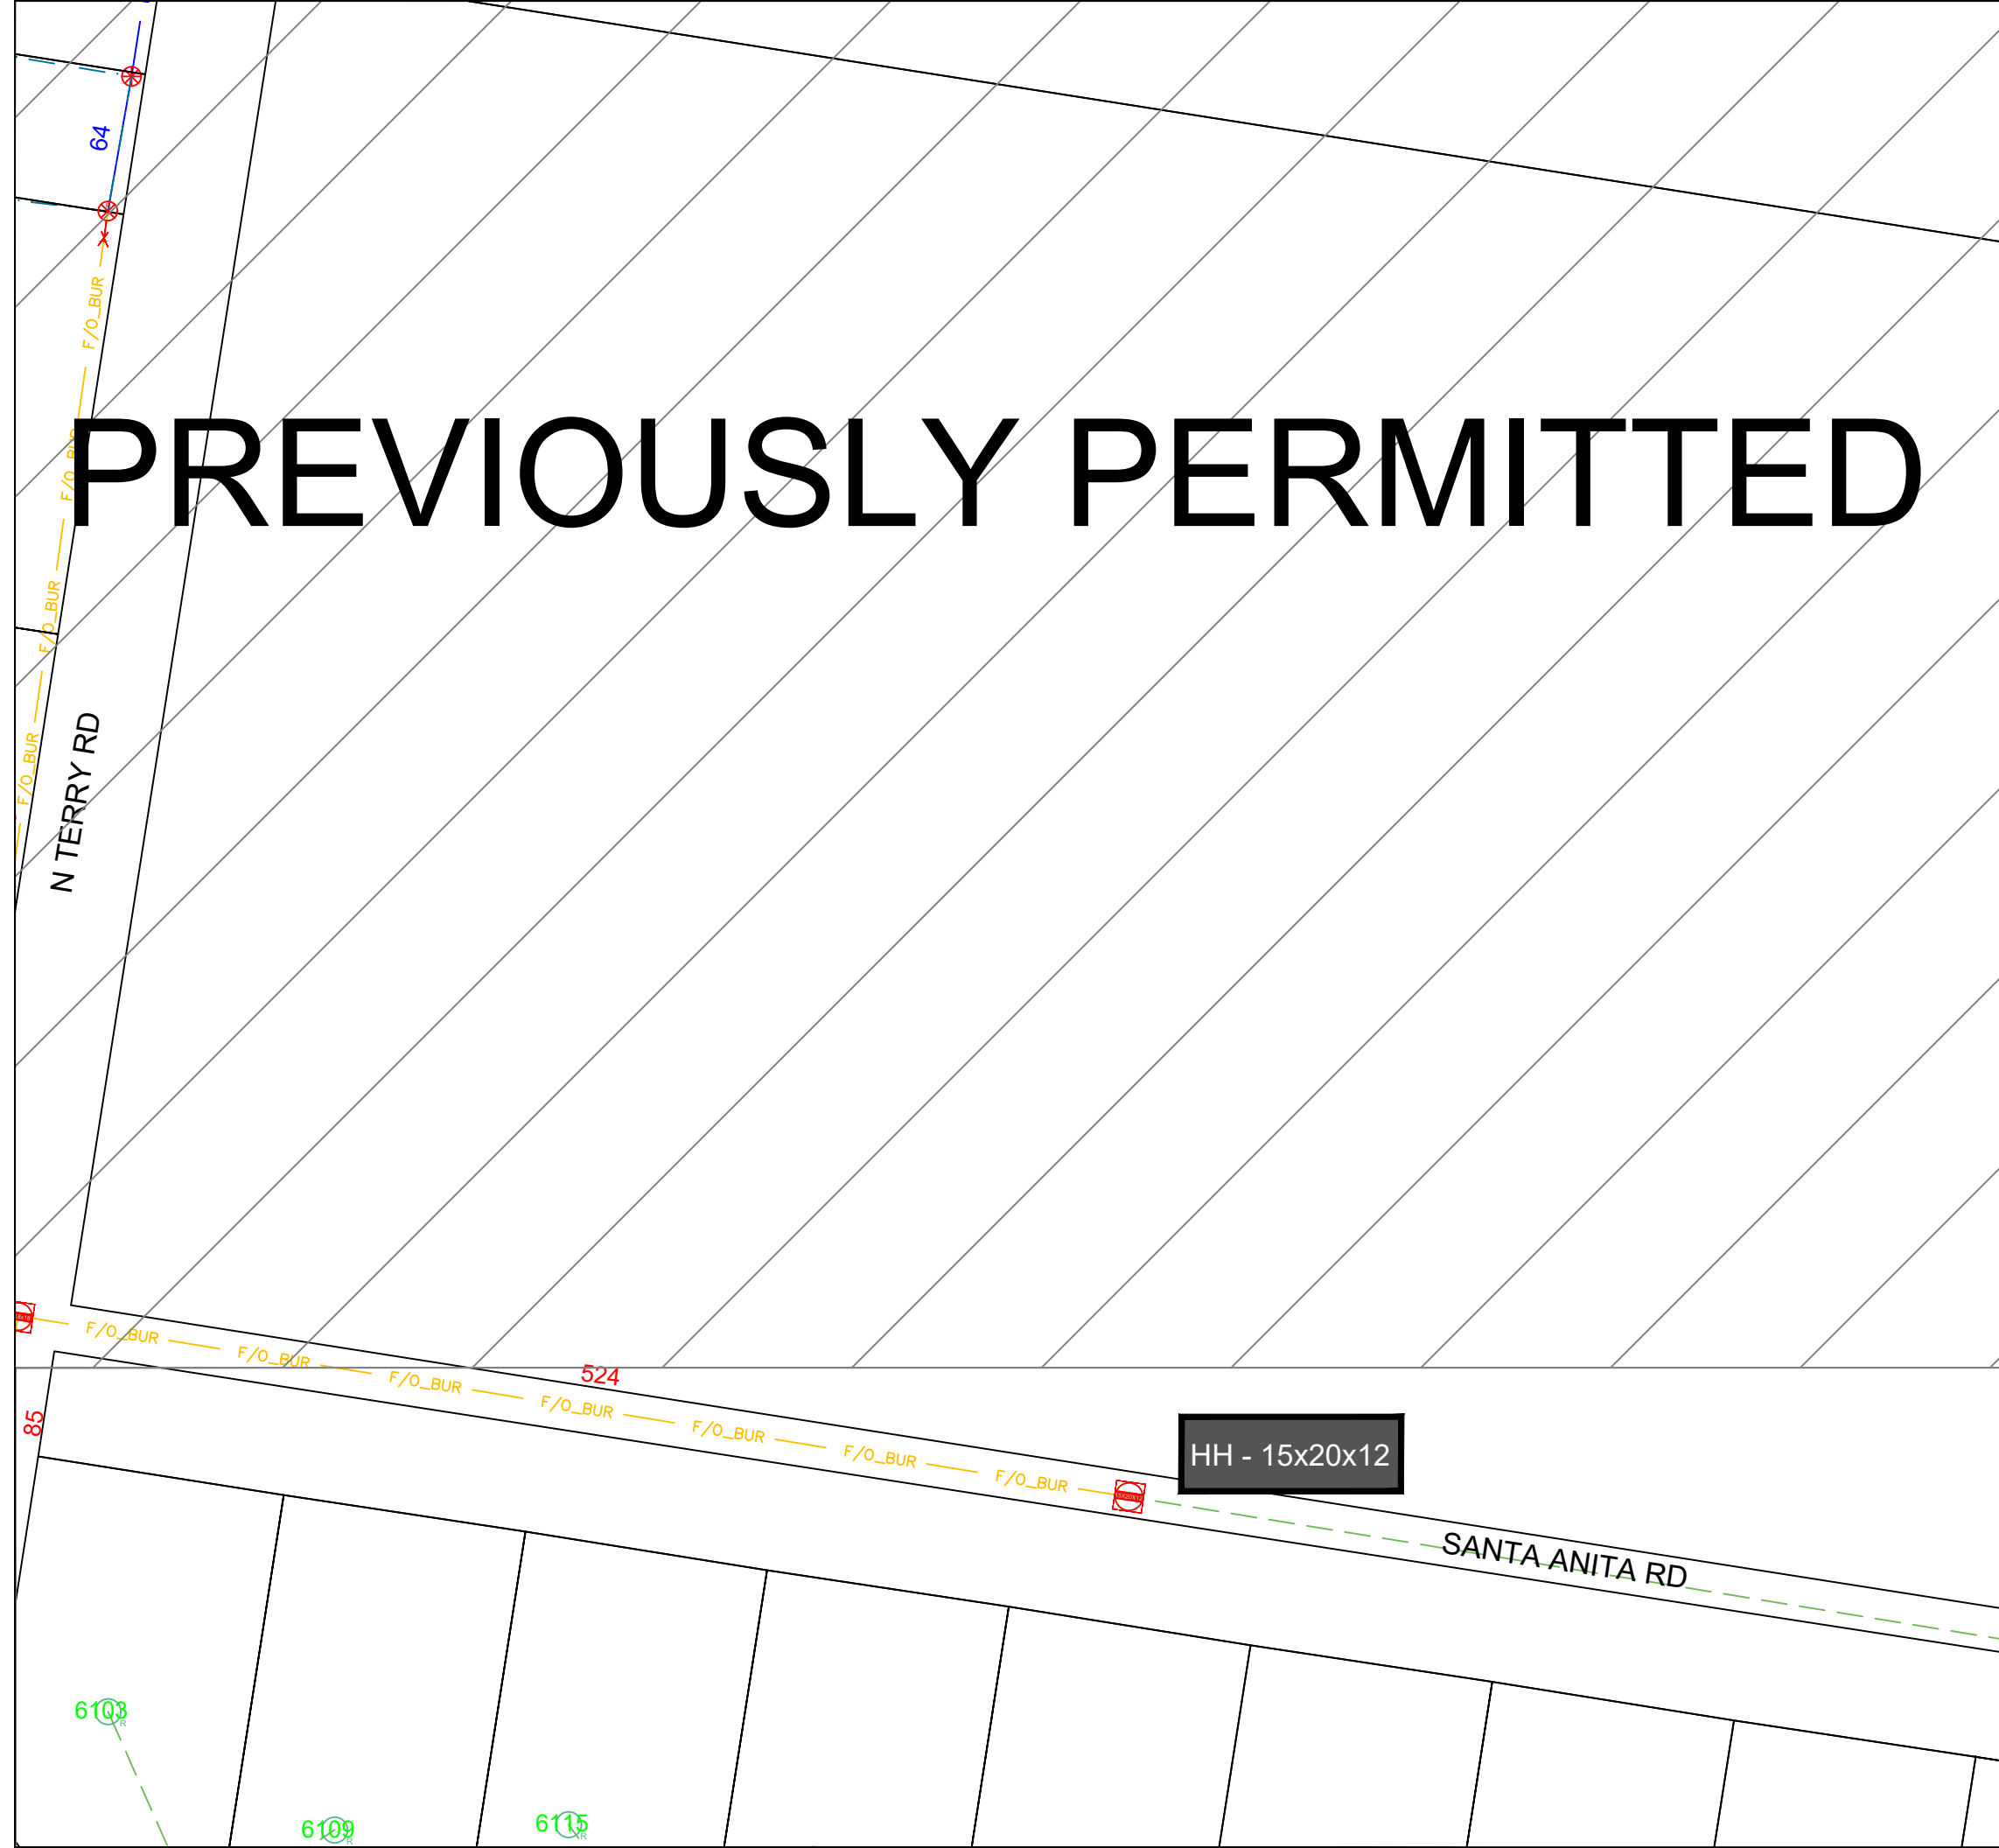 64
F/O_BUR
PREVIOUSLY PERMITTED
F/O_BUR
F/O_BUR
F/O_BUR
N TERRY RD
F/O_BUR F/O_BUR F/O_BUR F/O_BUR F/O_BUR F/O_BUR F/O_BUR
524
85
HH - 15x20x12
SANTA ANITA RD
6103
R
6109
R
6115
R